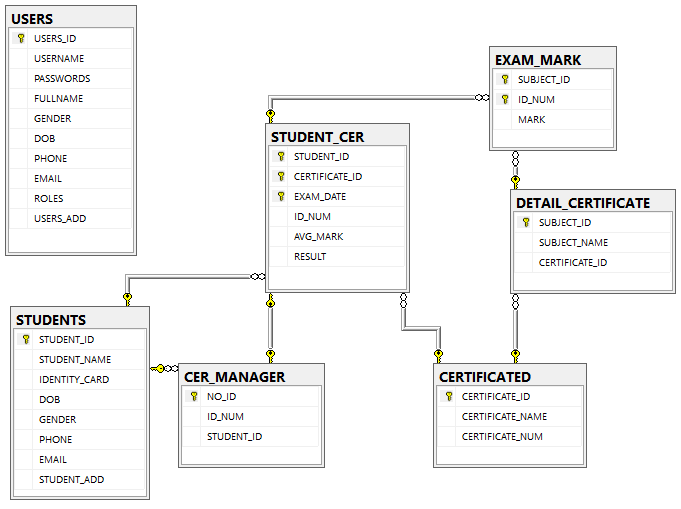 USERS
USERS_ID
USERNAME
PASSWORDS
FULLNAME
GENDER
DOB
PHONE
EMAIL
ROLES
USERS_ADD
EXAM_MARK
SUBJECT_ID
ID_NUM
MARK
STUDENT_CER
STUDENT_ID
CERTIFICATE_ID
EXAM_DATE
ID_NUM
AVG_MARK
RESULT
DETAIL_CERTIFICATE
SUBJECT_ID
SUBJECT_NAME
CERTIFICATE_ID
STUDENTS
STUDENT_ID
STUDENT_NAME
IDENTITY_CARD
DOB
GENDER
PHONE
EMAIL
STUDENT_ADD
CER_MANAGER
NO_ID
ID_NUM
STUDENT_ID
CERTIFICATED
CERTIFICATE_ID
CERTIFICATE_NAME
CERTIFICATE_NUM